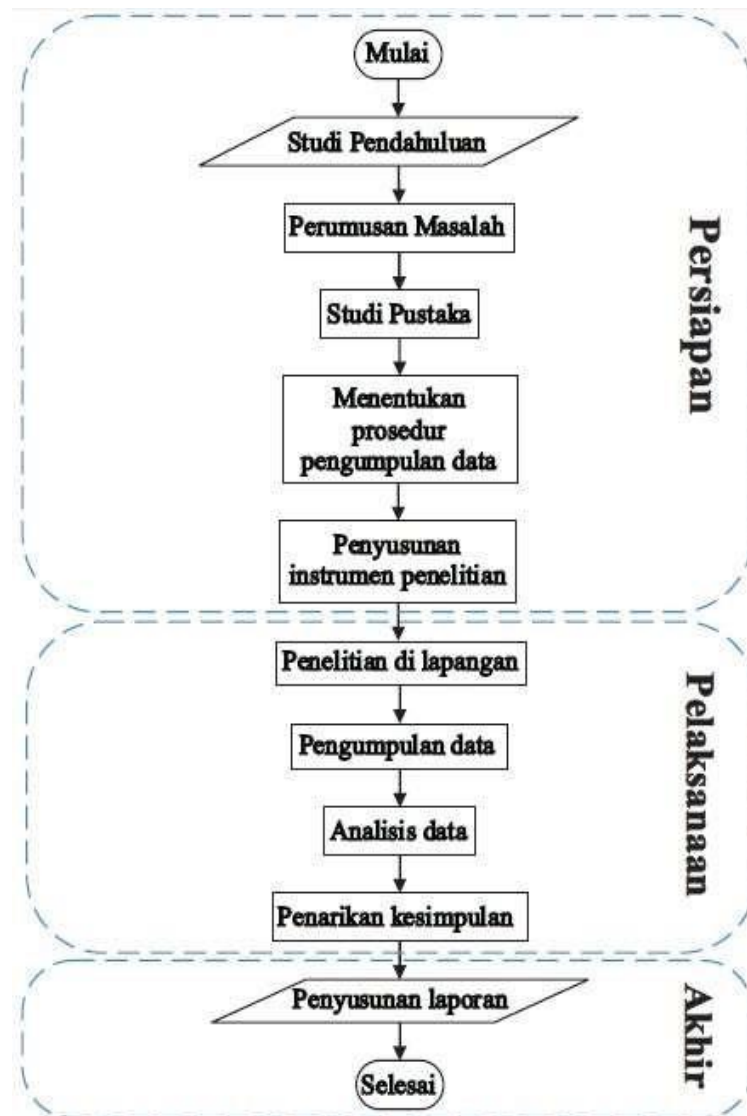 Mulai
Studi Pendahuluan
Perumusan Masalah
Studi Pustaka
Menentukan
prosedur
pengumpulan data
Penyusunan
instrumen penelitian
Persiapan
Penelitian di lapangan
Pengumpulan data
Analisis data
Penarikan kesimpulan
Pelaksanaan
Penyusunan laporan
Selesai
Akhir